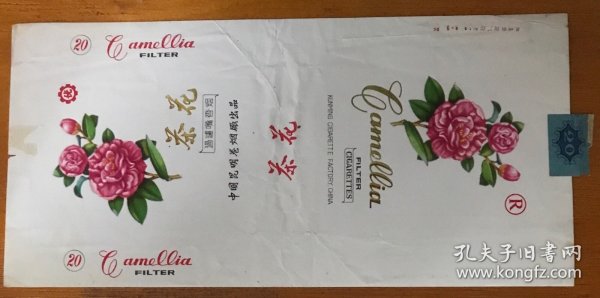 20 Camellia
FILTER
茶花
過濾嘴香烟
中國昆明卷烟廠出品
茶花
KUNMING CIGARETTE FACTORY, CHINA
Camellia
FILTER
CIGARETTES
R
20 Camellia
FILTER
孔夫子旧书网
www.kongfz.com